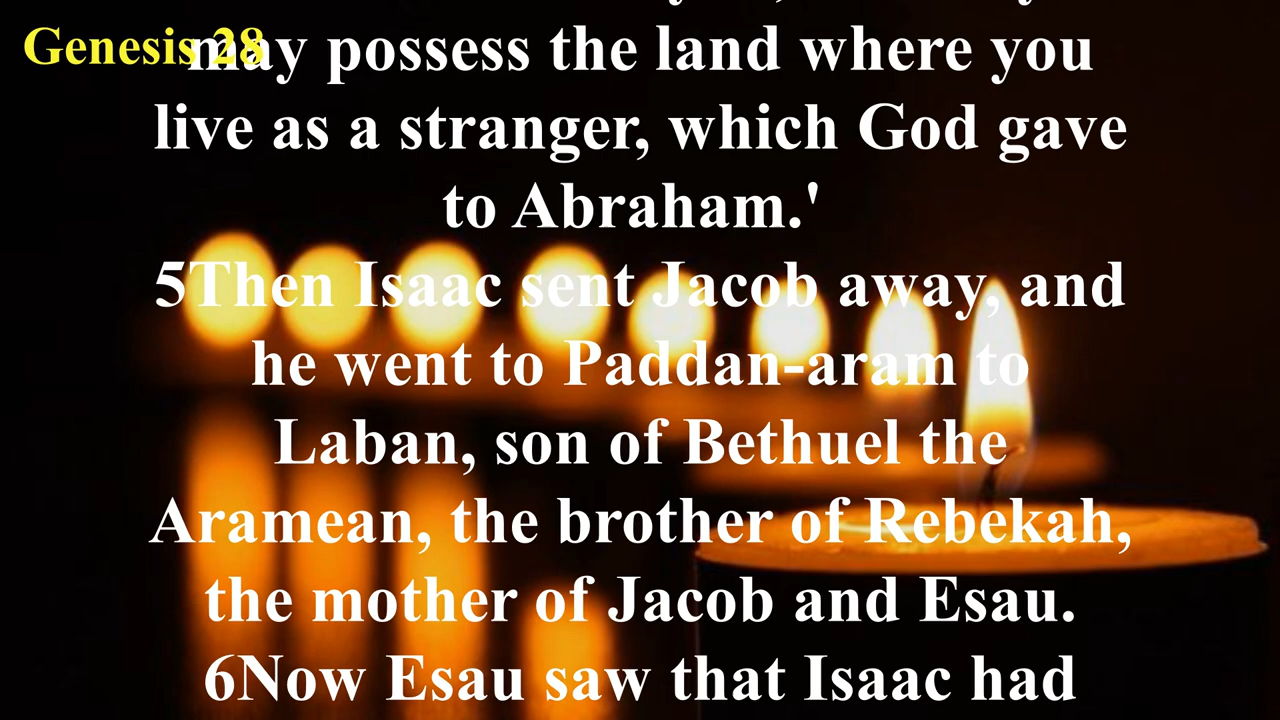 Genesis 28
may possess the land where you
live as a stranger, which God gave
to Abraham.'
5Then Isaac sent Jacob away, and
he went to Paddan-aram to
Laban, son of Bethuel the
Aramean, the brother of Rebekah,
the mother of Jacob and Esau.
6Now Esau saw that Isaac had